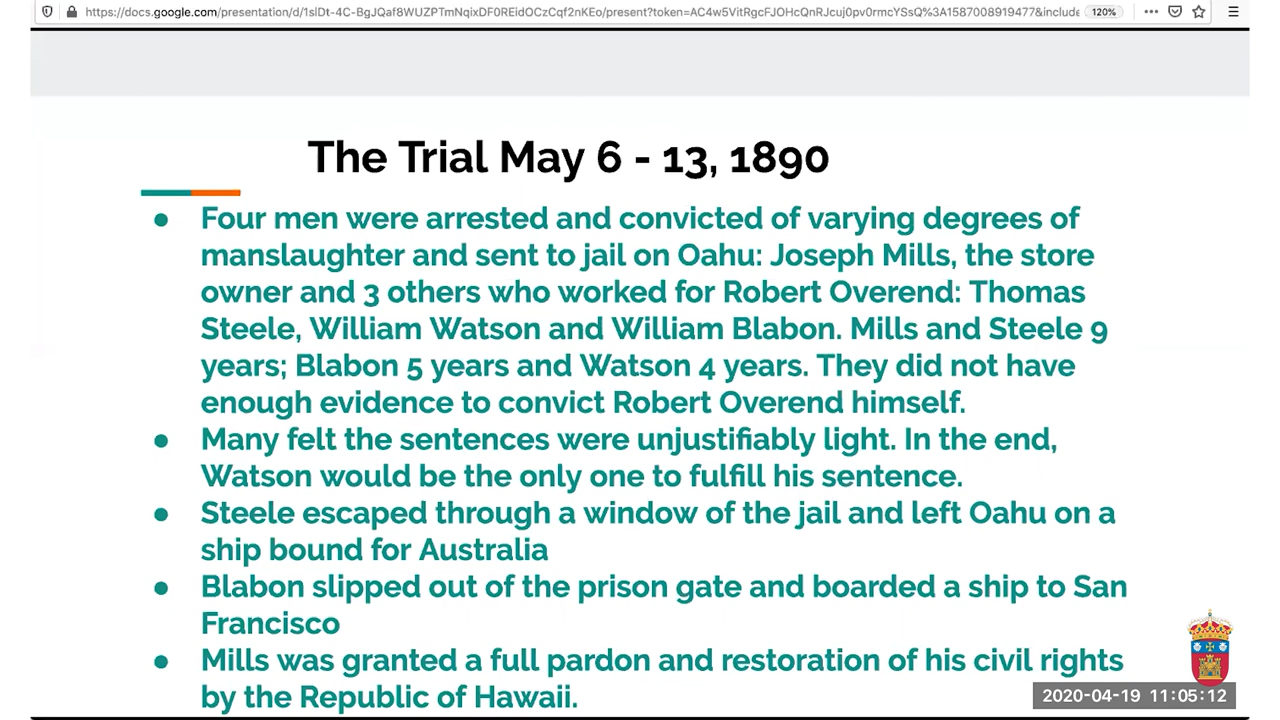 https://docs.google.com/presentation/d/1slDt-4C-BgJQaf8WUZPTmNqixDF0REidOCzCqf2nKEo/present?token=AC4w5VitRgcFJOHcQnRJcuj0pv0rmcYSsQ%3A1587008919477&include 120%
The Trial May 6 - 13, 1890
● Four men were arrested and convicted of varying degrees of
manslaughter and sent to jail on Oahu: Joseph Mills, the store
owner and 3 others who worked for Robert Overend: Thomas
Steele, William Watson and William Blabon. Mills and Steele 9
years; Blabon 5 years and Watson 4 years. They did not have
enough evidence to convict Robert Overend himself.
● Many felt the sentences were unjustifiably light. In the end,
Watson would be the only one to fulfill his sentence.
● Steele escaped through a window of the jail and left Oahu on a
ship bound for Australia
● Blabon slipped out of the prison gate and boarded a ship to San
Francisco
● Mills was granted a full pardon and restoration of his civil rights
by the Republic of Hawaii.
2020-04-19 11:05:12